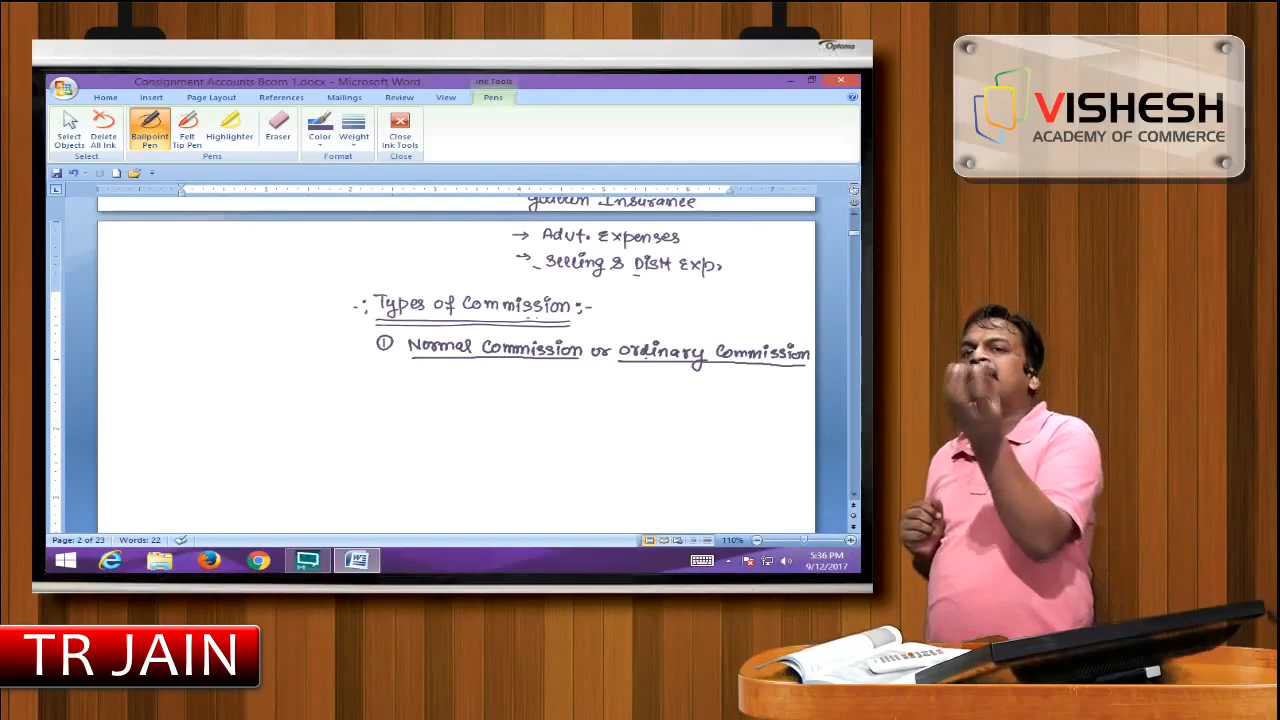 Optoma
Consignment Accounts Bcom 1.docx - Microsoft Word
Ink Tools
Home
Insert
Page Layout
References
Mailings
Review
View
Pens
Select Objects
Delete All Ink
Ballpoint Pen
Felt Tip Pen
Highlighter
Eraser
Color
Weight
Close Ink Tools
Select
Pens
Format
Close
Insurance
→ Advt. Expenses
→ Selling & Dist Exp.
Types of Commission :-
① Normal Commission or ordinary Commission
Page: 2 of 23
Words: 22
110%
5:36 PM
9/12/2017
VISHESH
ACADEMY OF COMMERCE
TR JAIN